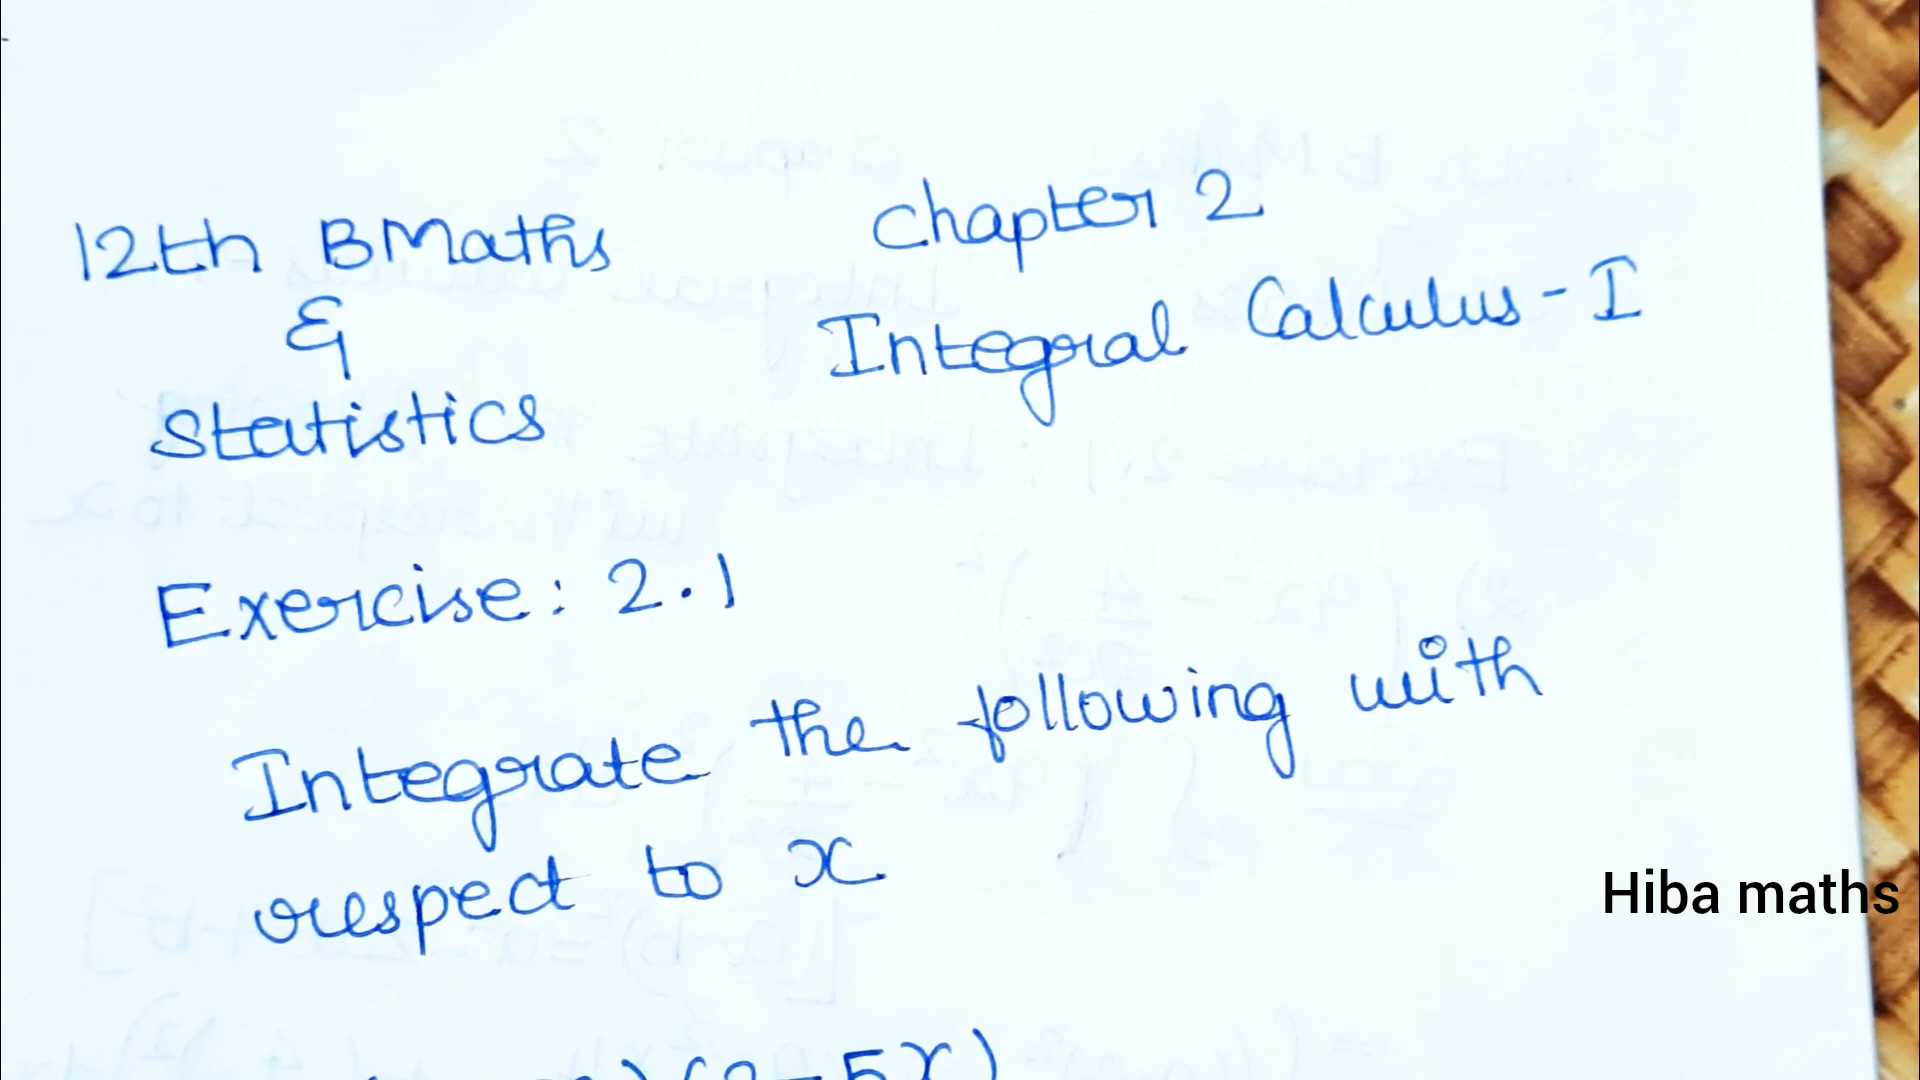 12th BMaths
&
Statistics
Chapter 2
Integral Calculus - I
Exercise: 2.1
Integrate the following with
respect to x
Hiba maths